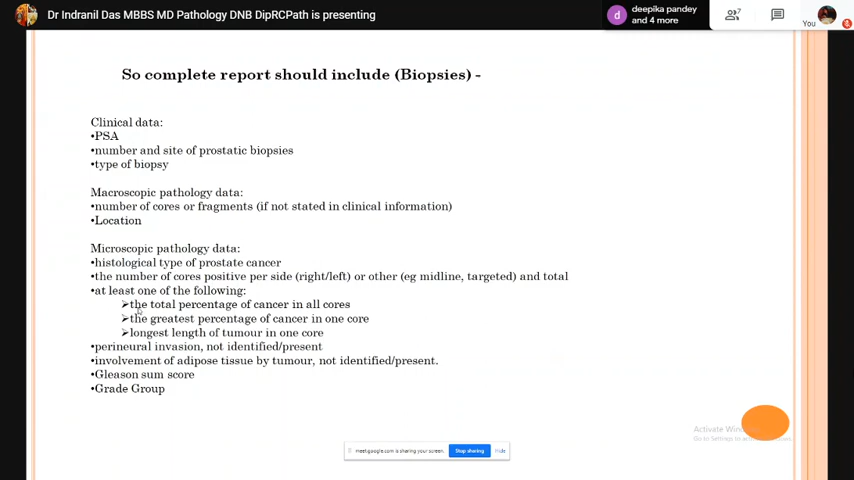 Dr Indranil Das MBBS MD Pathology DNB DipRCPath is presenting
d
deepika pandey
and 4 more
7
You
So complete report should include (Biopsies) -
Clinical data:
•PSA
•number and site of prostatic biopsies
•type of biopsy
Macroscopic pathology data:
•number of cores or fragments (if not stated in clinical information)
•Location
Microscopic pathology data:
•histological type of prostate cancer
•the number of cores positive per side (right/left) or other (eg midline, targeted) and total
•at least one of the following:
➢the total percentage of cancer in all cores
➢the greatest percentage of cancer in one core
➢longest length of tumour in one core
•perineural invasion, not identified/present
•involvement of adipose tissue by tumour, not identified/present.
•Gleason sum score
•Grade Group
Activate Win
Go to Settings to
meet.google.com is sharing your screen.
Stop sharing
Hide